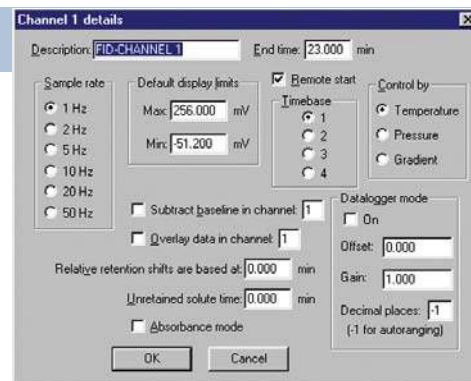 Channel 1 details
Description: FID-CHANNEL 1 End time: 23.000 min
Sample rate
1 Hz
2 Hz
5 Hz
10 Hz
20 Hz
50 Hz
Default display limits
Max: 256.000 mV
Min: -51.200 mV
Remote start
Timebase
1
2
3
4
Control by
Temperature
Pressure
Gradient
Subtract baseline in channel: 1
Overlay data in channel: 1
Relative retention shifts are based at: 0.000 min
Unretained solute time: 0.000 min
Absorbance mode
Datalogger mode
On
Offset: 0.000
Gain: 1.000
Decimal places: -1
(-1 for autoranging)
OK Cancel